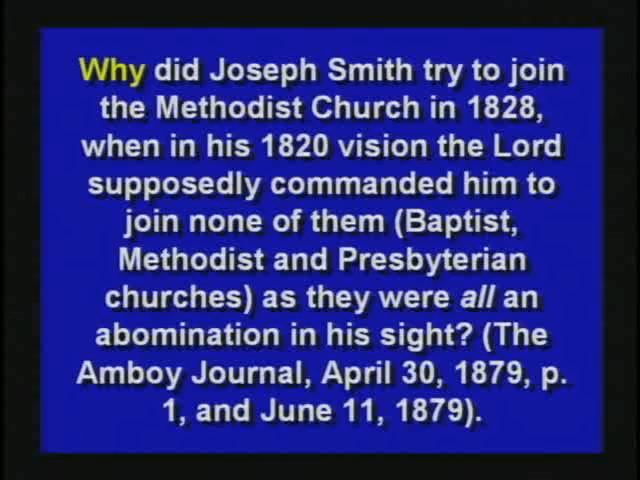 Why did Joseph Smith try to join
the Methodist Church in 1828,
when in his 1820 vision the Lord
supposedly commanded him to
join none of them (Baptist,
Methodist and Presbyterian
churches) as they were all an
abomination in his sight? (The
Amboy Journal, April 30, 1879, p.
1, and June 11, 1879).